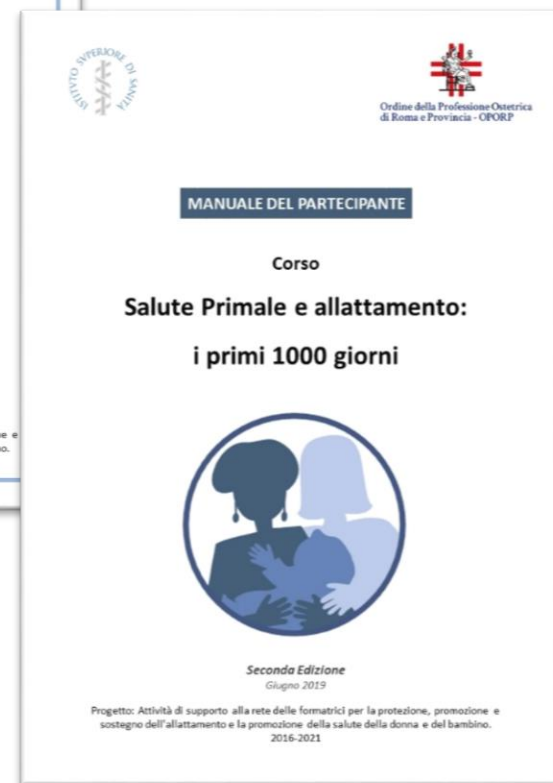 ISTITVTO SVPERIORE DI SANITÀ
Ordine della Professione Ostetrica
di Roma e Provincia - OPORP
MANUALE DEL PARTECIPANTE
Corso
Salute Primale e allattamento:
i primi 1000 giorni
Seconda Edizione
Giugno 2019
Progetto: Attività di supporto alla rete delle formatrici per la protezione, promozione e
sostegno dell'allattamento e la promozione della salute della donna e del bambino.
2016-2021